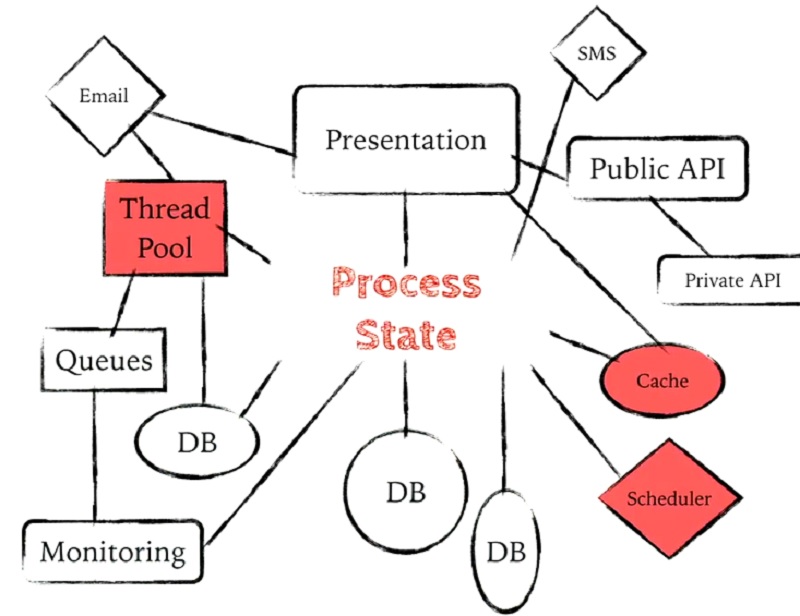 SMS
Email
Presentation
Public API
Thread
Pool
Private API
Process
State
Queues
Cache
DB
DB
Scheduler
Monitoring
DB